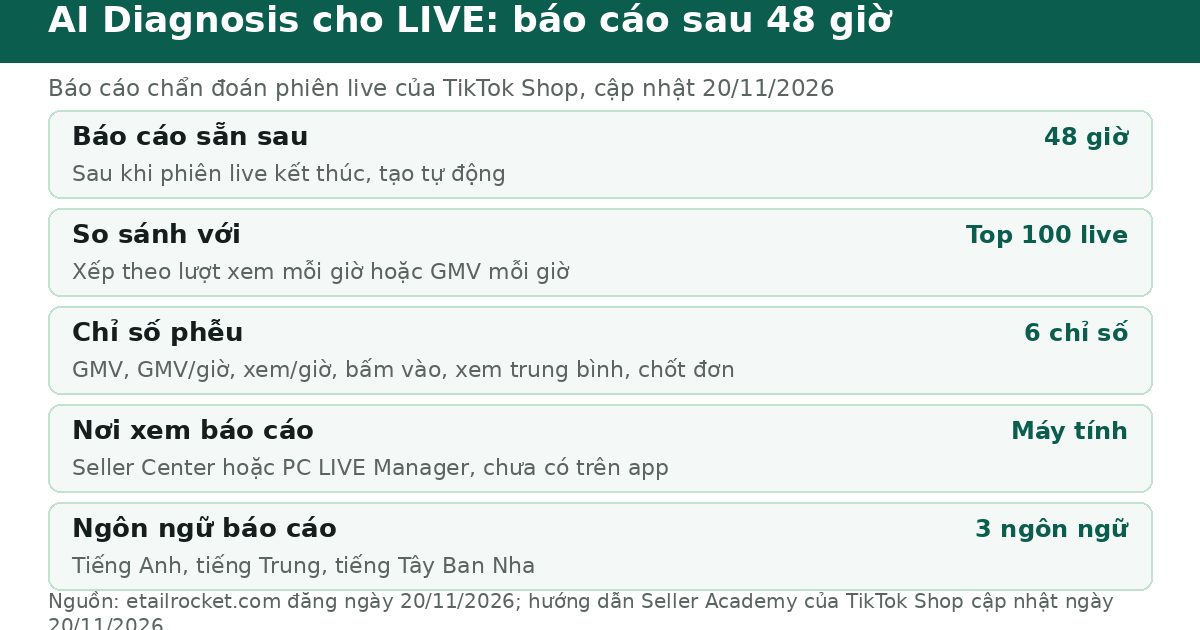 AI Diagnosis cho LIVE: báo cáo sau 48 giờ
Báo cáo chẩn đoán phiên live của TikTok Shop, cập nhật 20/11/2026
Báo cáo sẵn sau
48 giờ
Sau khi phiên live kết thúc, tạo tự động
So sánh với
Top 100 live
Xếp theo lượt xem mỗi giờ hoặc GMV mỗi giờ
Chỉ số phễu
6 chỉ số
GMV, GMV/giờ, xem/giờ, bấm vào, xem trung bình, chốt đơn
Nơi xem báo cáo
Máy tính
Seller Center hoặc PC LIVE Manager, chưa có trên app
Ngôn ngữ báo cáo
3 ngôn ngữ
Tiếng Anh, tiếng Trung, tiếng Tây Ban Nha
Nguồn: etailrocket.com đăng ngày 20/11/2026; hướng dẫn Seller Academy của TikTok Shop cập nhật ngày
20/11/2026